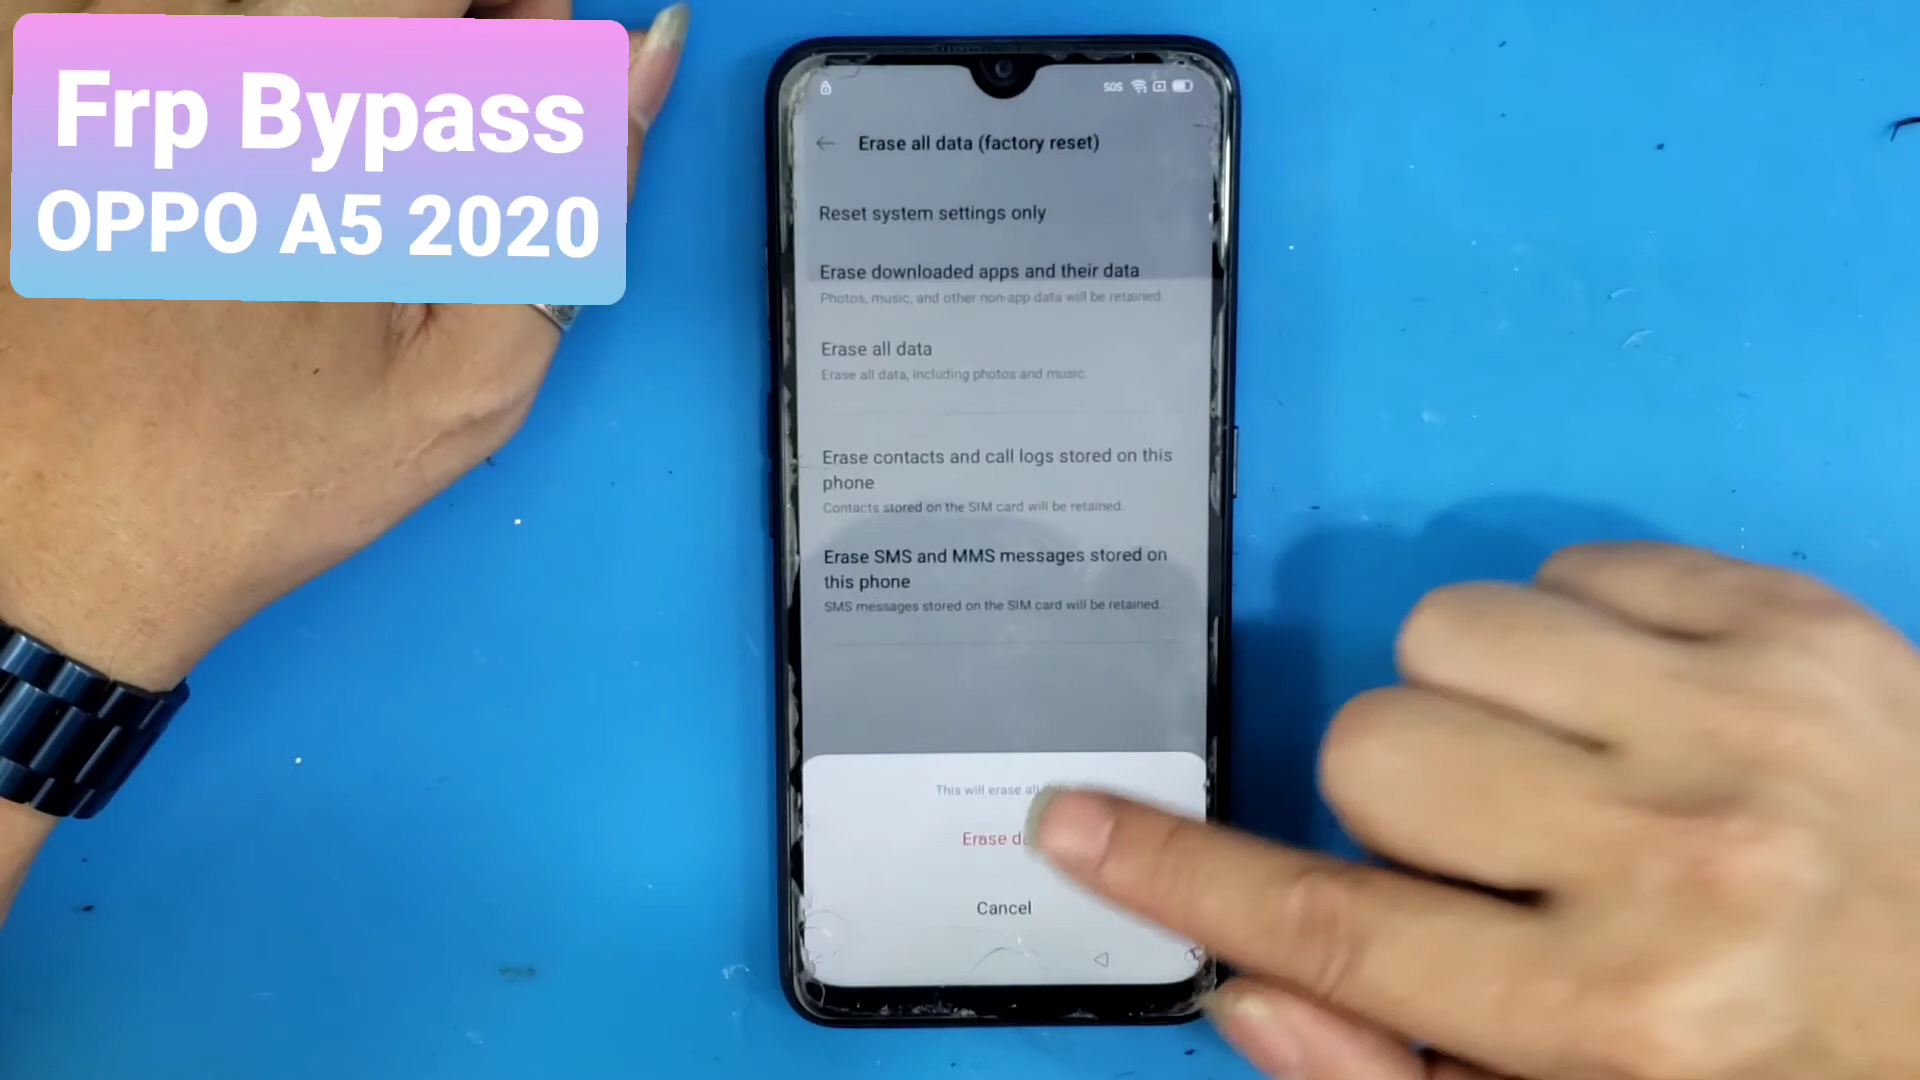 Frp Bypass
OPPO A5 2020
SOS
Erase all data (factory reset)
Reset system settings only
Erase downloaded apps and their data
Photos, music, and other non-app data will be retained.
Erase all data
Erase all data, including photos and music.
Erase contacts and call logs stored on this
phone
Contacts stored on the SIM card will be retained.
Erase SMS and MMS messages stored on
this phone
SMS messages stored on the SIM card will be retained.
This will erase all
Erase
Cancel